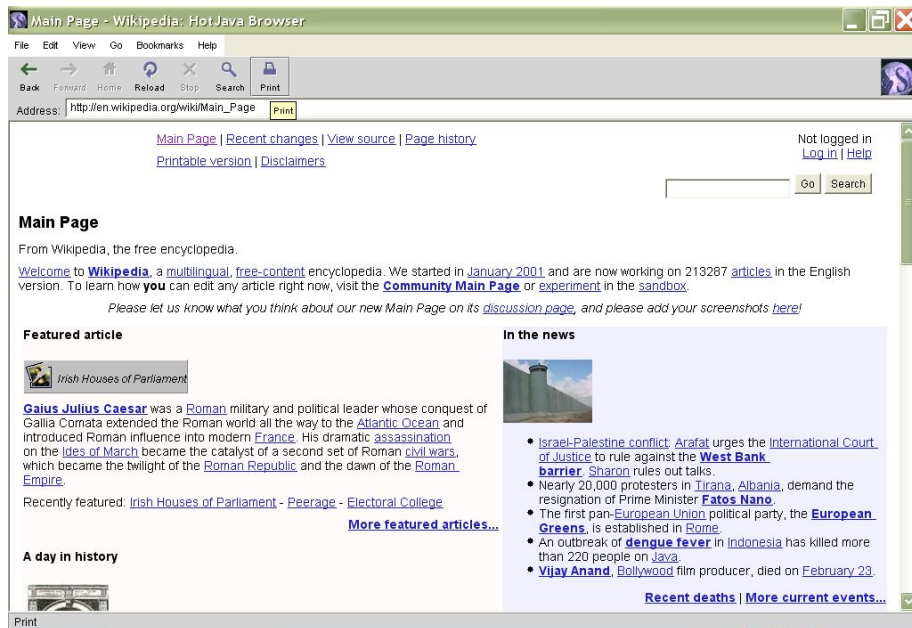 Main Page - Wikipedia: HotJava Browser
File Edit View Go Bookmarks Help
Back Forward Home Reload Stop Search Print
Address: http://en.wikipedia.org/wiki/Main_Page
Print
Main Page | Recent changes | View source | Page history
Not logged in
Printable version | Disclaimers
Log in | Help
Go Search
Main Page
From Wikipedia, the free encyclopedia.
Welcome to Wikipedia, a multilingual, free-content encyclopedia. We started in January 2001 and are now working on 213287 articles in the English
version. To learn how you can edit any article right now, visit the Community Main Page or experiment in the sandbox.
Please let us know what you think about our new Main Page on its discussion page, and please add your screenshots here!
Featured article
Irish Houses of Parliament
Gaius Julius Caesar was a Roman military and political leader whose conquest of
Gallia Comata extended the Roman world all the way to the Atlantic Ocean and
introduced Roman influence into modern France. His dramatic assassination
on the Ides of March became the catalyst of a second set of Roman civil wars,
which became the twilight of the Roman Republic and the dawn of the Roman
Empire.
Recently featured: Irish Houses of Parliament - Peerage - Electoral College
More featured articles...
A day in history
In the news
Israel-Palestine conflict: Arafat urges the International Court
of Justice to rule against the West Bank
barrier. Sharon rules out talks.
Nearly 20,000 protesters in Tirana, Albania, demand the
resignation of Prime Minister Fatos Nano.
The first pan-European Union political party, the European
Greens, is established in Rome.
An outbreak of dengue fever in Indonesia has killed more
than 220 people on Java.
Vijay Anand, Bollywood film producer, died on February 23.
Recent deaths | More current events...
Print